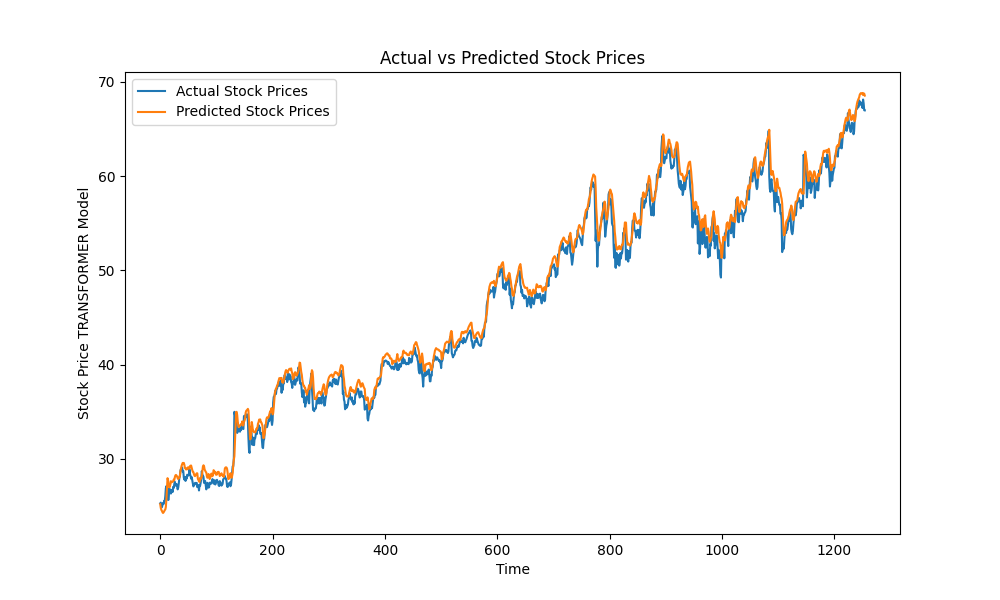 Actual vs Predicted Stock Prices
Actual Stock Prices
Predicted Stock Prices
Stock Price TRANSFORMER Model
70
60
50
40
30
0 200 400 600 800 1000 1200
Time